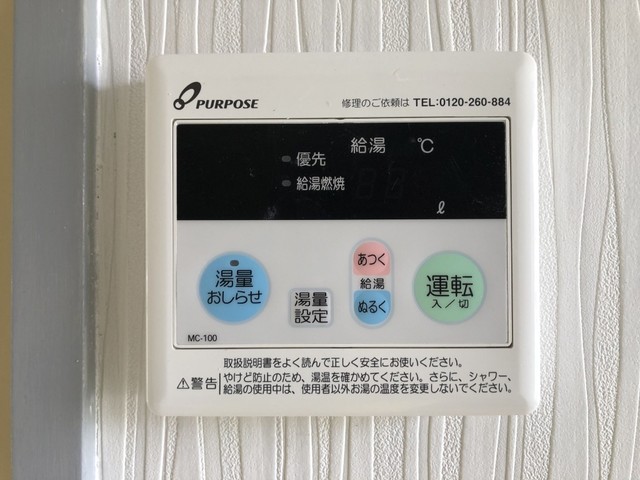 PURPOSE
修理のご依頼は TEL:0120-260-884
給湯 ℃
優先
給湯燃焼
ℓ
湯量
おしらせ
湯量
設定
あつく
給湯
ぬるく
運転
入/切
MC-100
取扱説明書をよく読んで正しく安全にお使いください。
⚠警告
やけど防止のため、湯温を確かめてください。さらに、シャワー、
給湯の使用中は、使用者以外お湯の温度を変更しないでください。